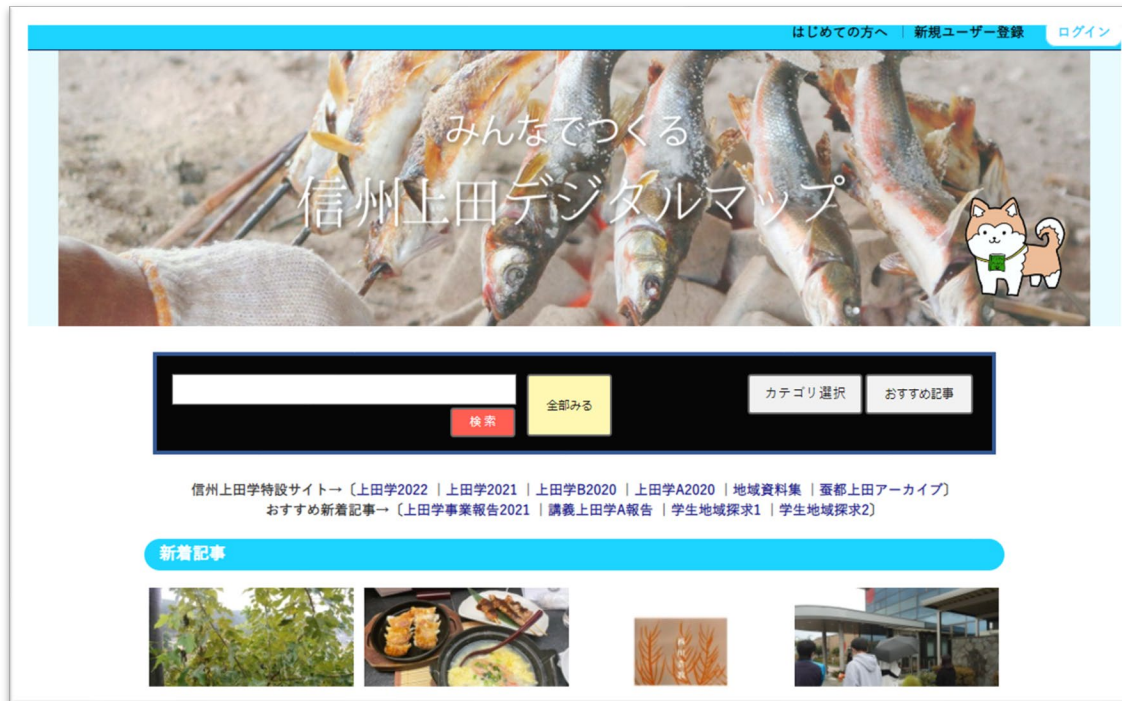 はじめての方へ ｜ 新規ユーザー登録 ログイン
みんなでつくる
信州上田デジタルマップ
検索
全部みる
カテゴリ選択
おすすめ記事
信州上田学特設サイト→〔上田学2022 ｜上田学2021 ｜上田学B2020 ｜上田学A2020 ｜地域資料集 ｜蚕都上田アーカイブ〕
おすすめ新着記事→〔上田学事業報告2021 ｜講義上田学A報告 ｜学生地域探求1 ｜学生地域探求2〕
新着記事